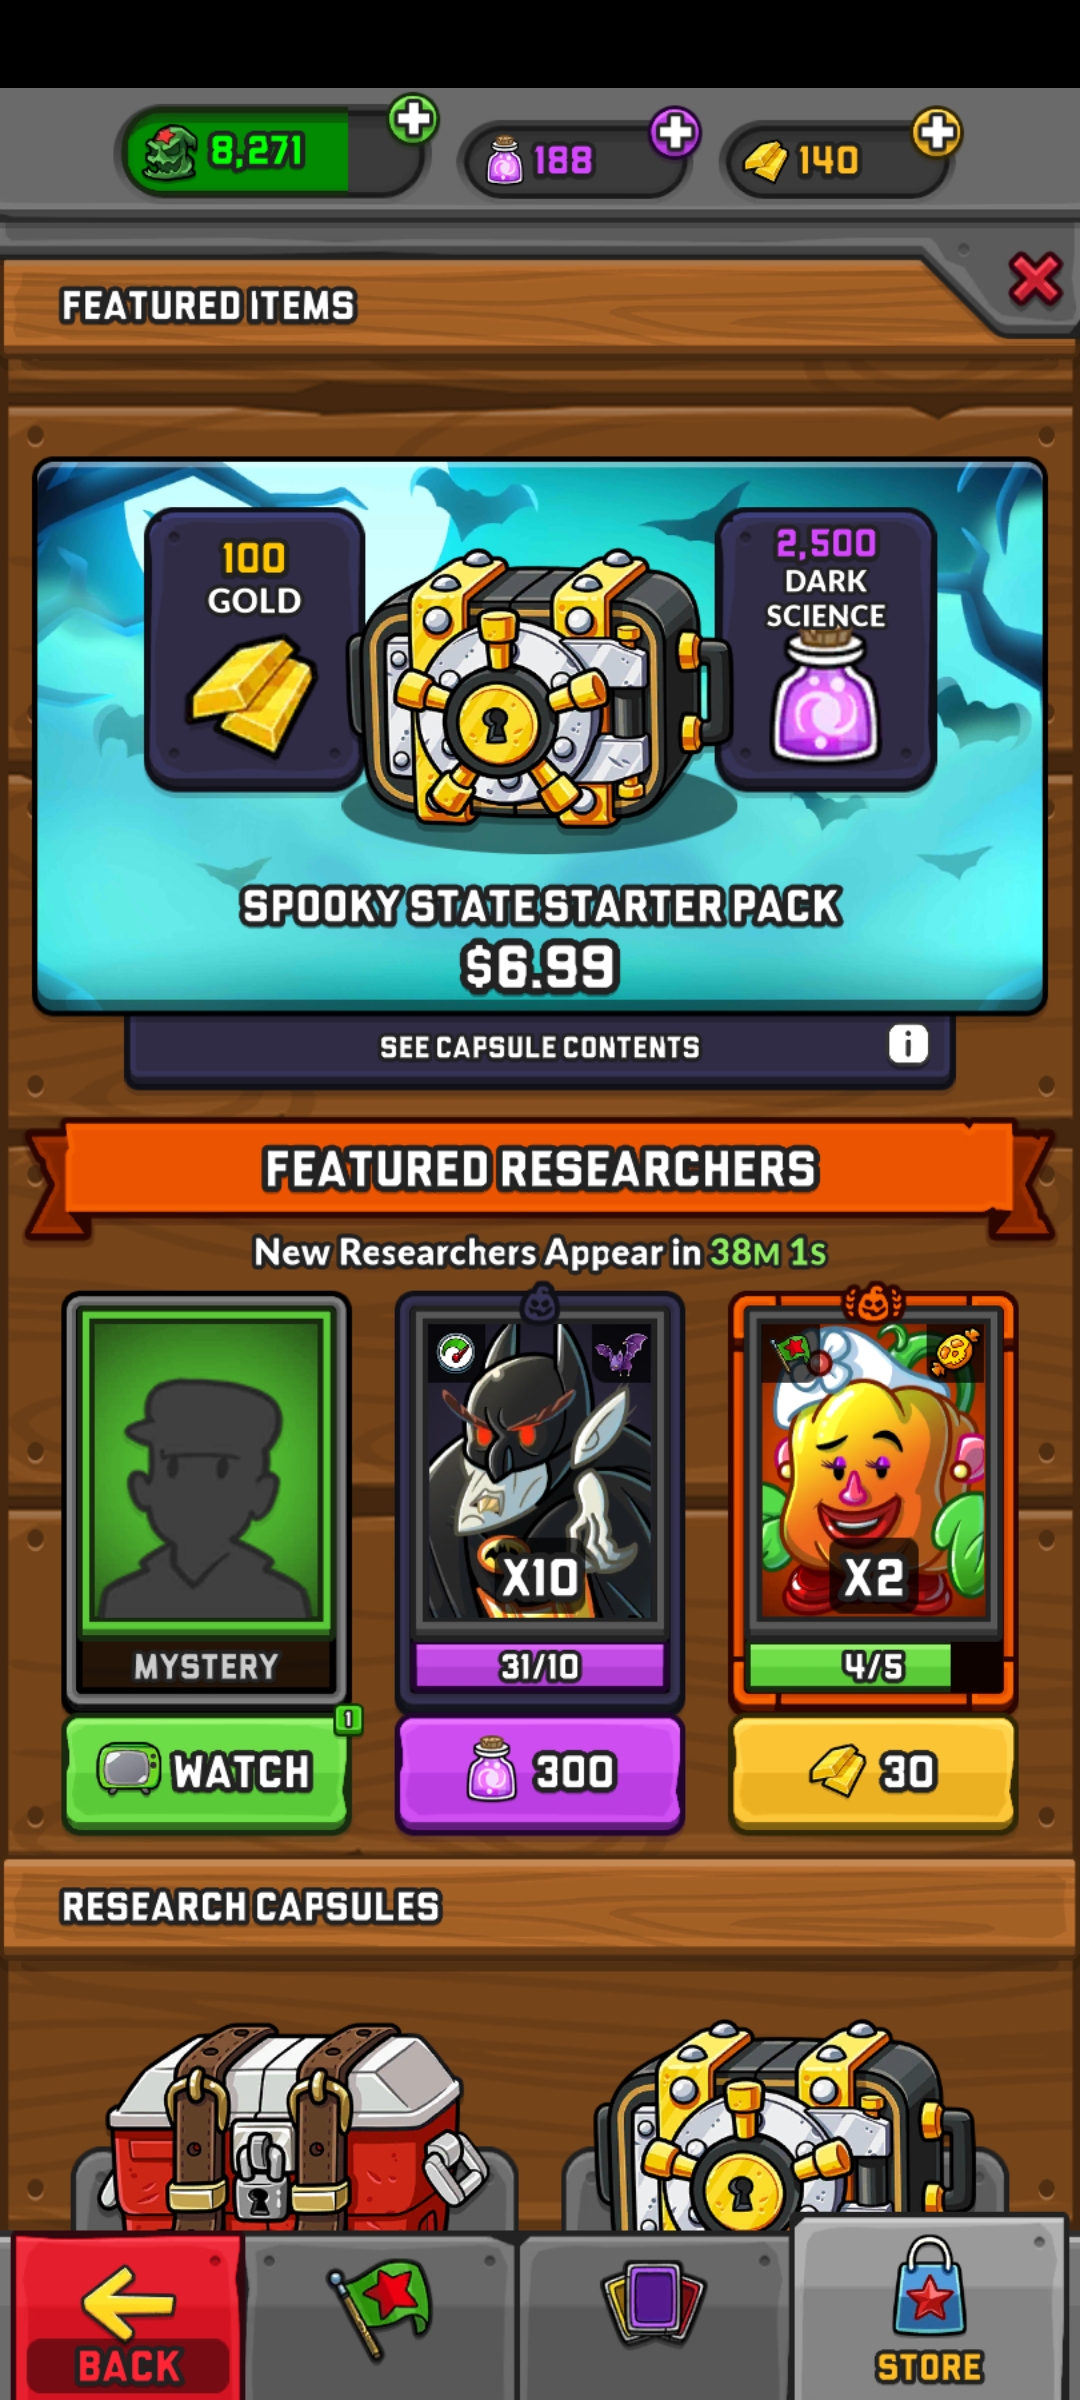 8,271
188
140
FEATURED ITEMS
100
GOLD
2,500
DARK
SCIENCE
SPOOKY STATE STARTER PACK
$6.99
SEE CAPSULE CONTENTS
i
FEATURED RESEARCHERS
New Researchers Appear in 38M 1S
X10
X2
MYSTERY
31/10
4/5
1
WATCH
300
30
RESEARCH CAPSULES
BACK
STORE